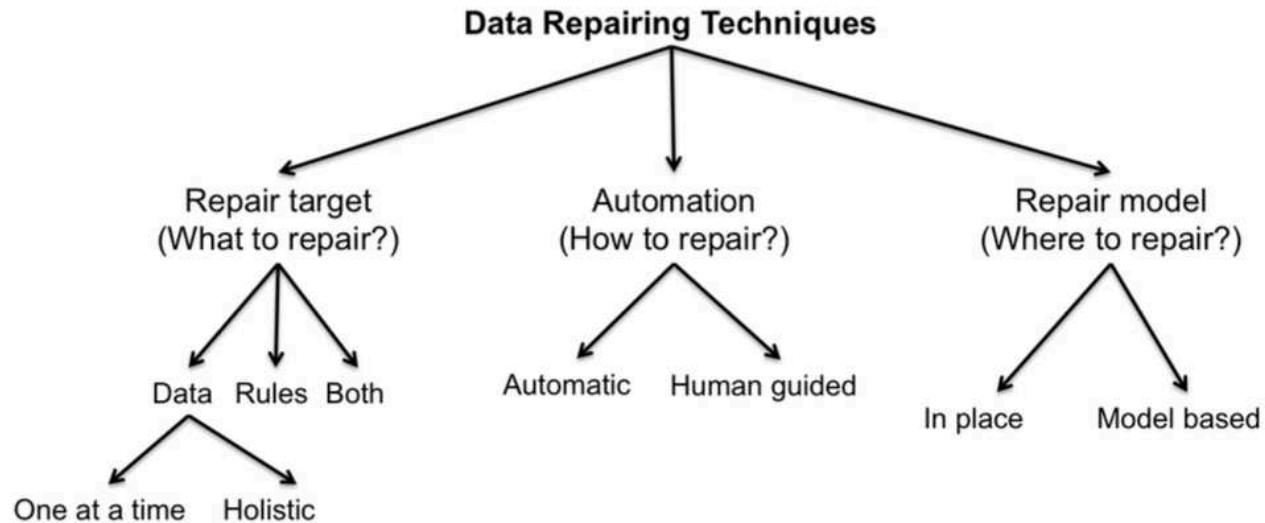 Data Repairing Techniques
Repair target
(What to repair?)
Automation
(How to repair?)
Repair model
(Where to repair?)
Data Rules Both
Automatic Human guided
In place Model based
One at a time Holistic